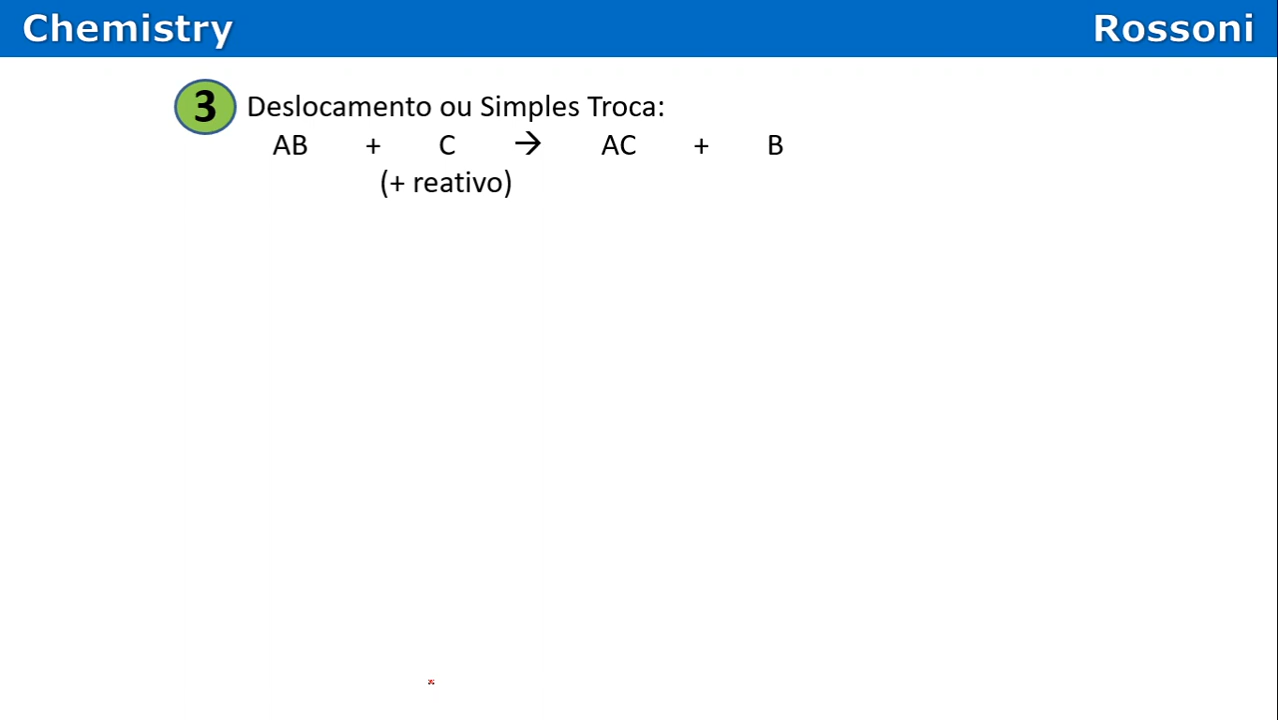 Chemistry Rossoni
3 Deslocamento ou Simples Troca:
AB + C → AC + B
(+ reativo)